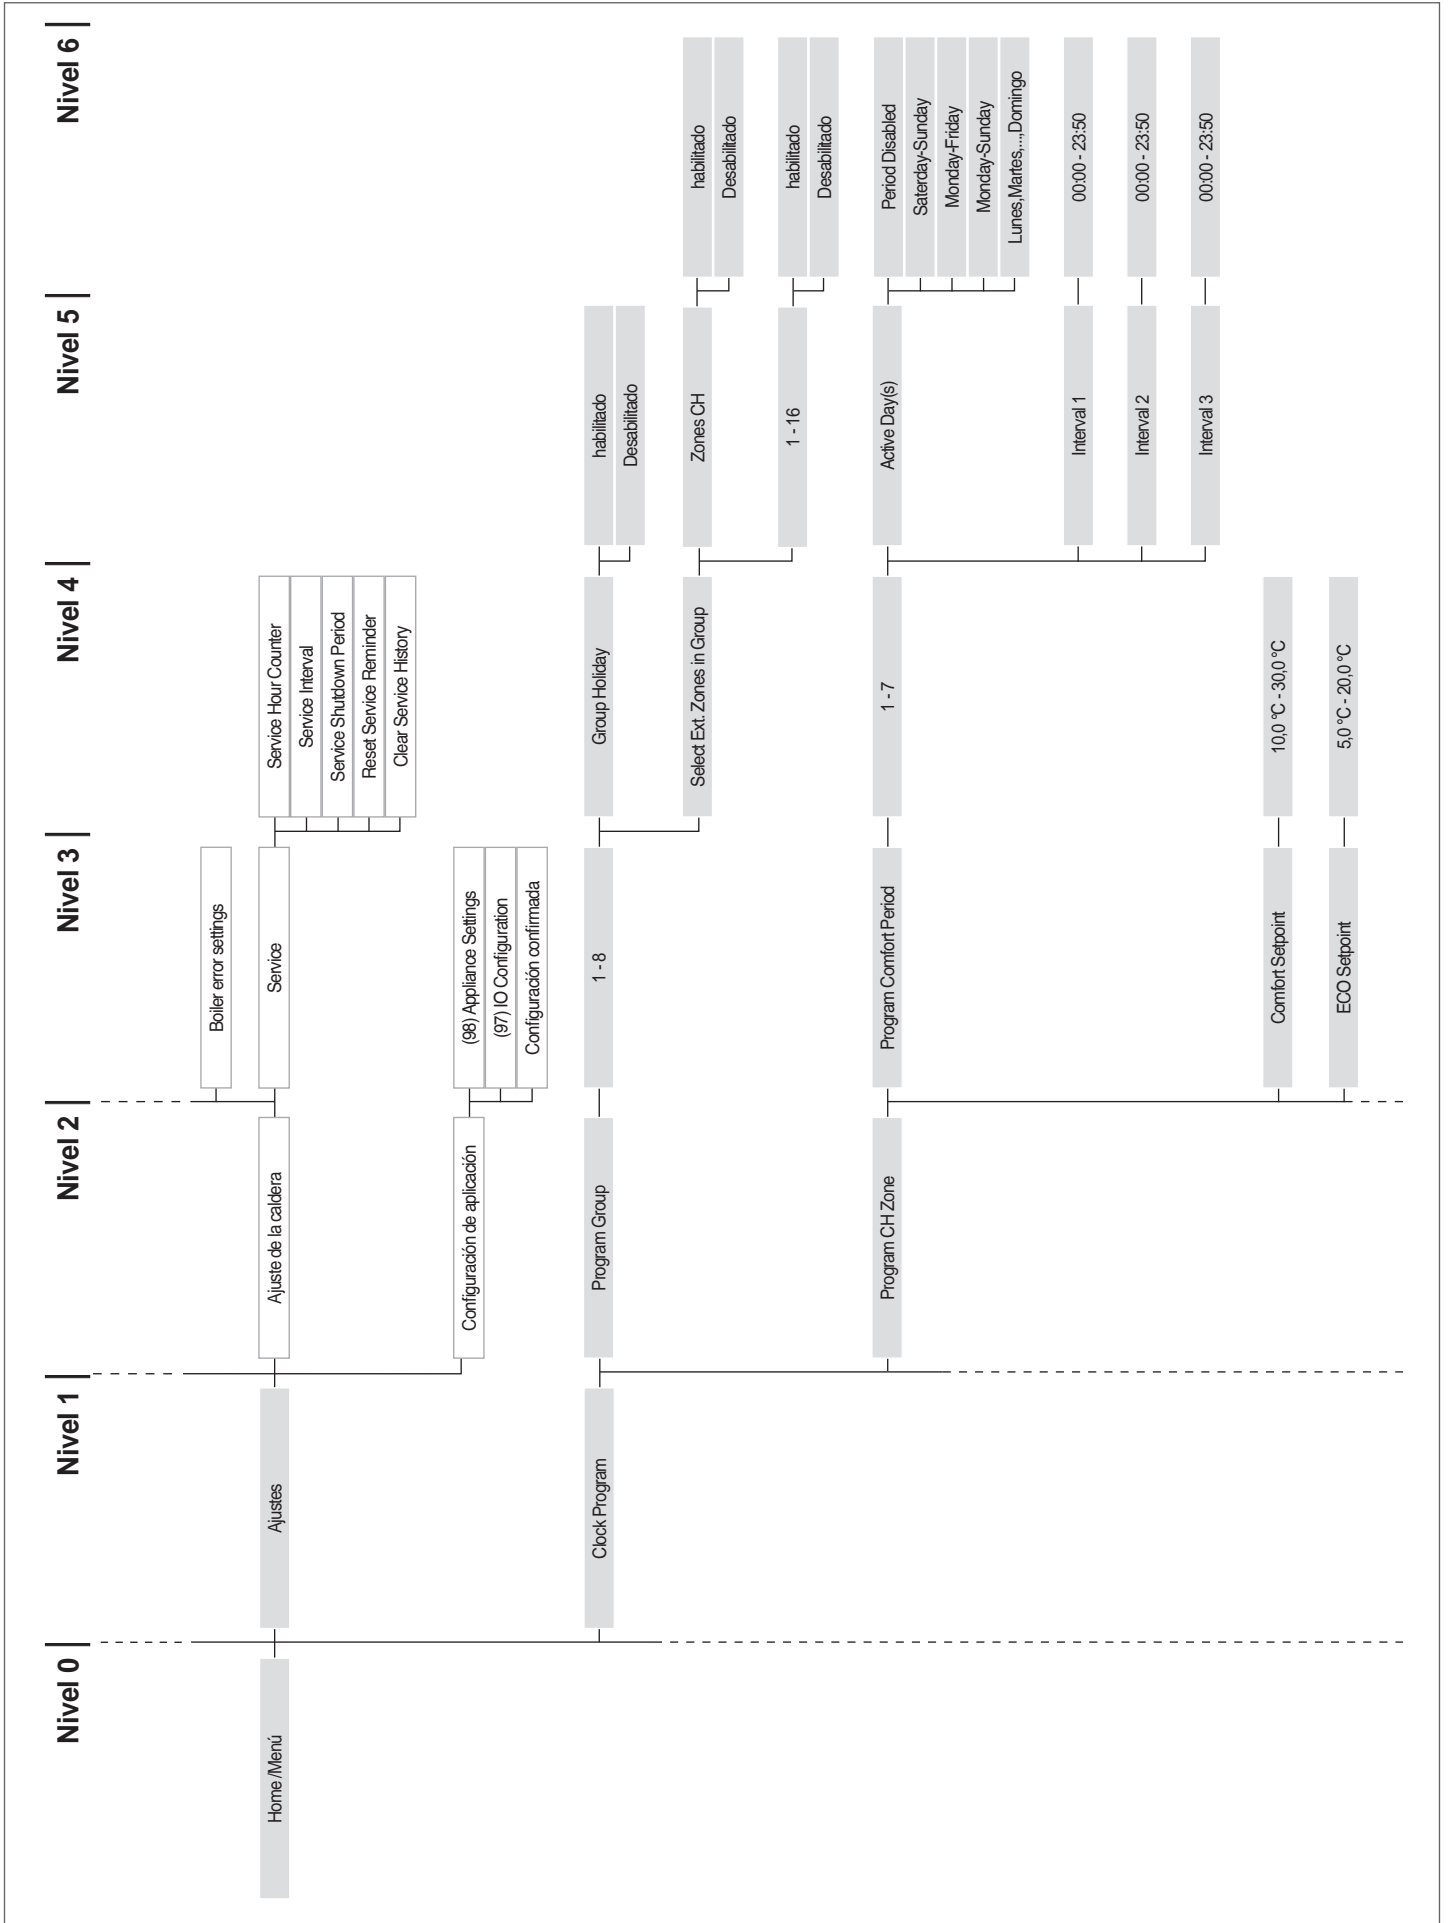 Nivel 0
Nivel 1
Nivel 2
Nivel 3
Nivel 4
Nivel 5
Nivel 6
Boiler error settings
Home /Menú
Ajustes
Ajuste de la caldera
Service
Service Hour Counter
Service Interval
Service Shutdown Period
Reset Service Reminder
Clear Service History
Configuración de aplicación
(98) Appliance Settings
(97) IO Configuration
Configuración confirmada
Clock Program
Program Group
1 - 8
Group Holiday
habilitado
Desabilitado
Select Ext. Zones in Group
Zones CH
habilitado
Desabilitado
1 - 16
habilitado
Desabilitado
Program CH Zone
Program Comfort Period
1 - 7
Active Day(s)
Period Disabled
Saterday-Sunday
Monday-Friday
Monday-Sunday
Lunes,Martes,...,Domingo
Interval 1
00:00 - 23:50
Interval 2
00:00 - 23:50
Interval 3
00:00 - 23:50
Comfort Setpoint
10,0 °C - 30,0 °C
ECO Setpoint
5,0 °C - 20,0 °C